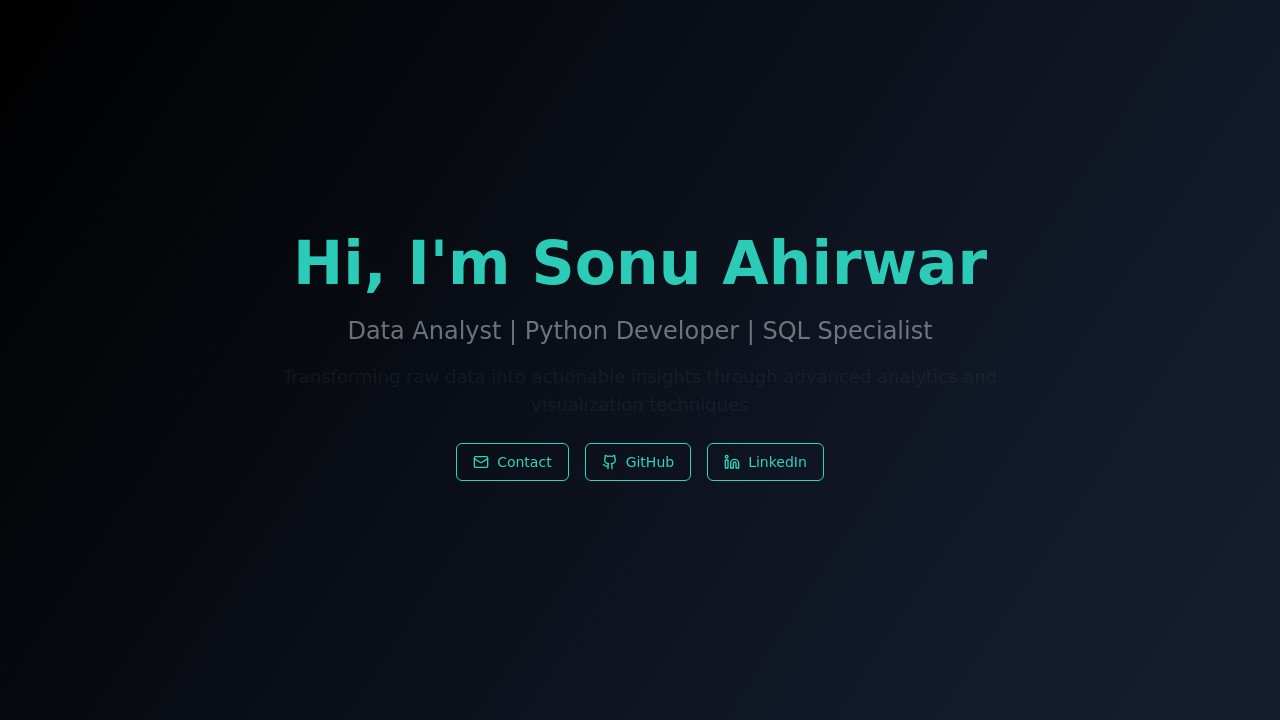 Hi, I'm Sonu Ahirwar
Data Analyst | Python Developer | SQL Specialist
Transforming raw data into actionable insights through advanced analytics and
visualization techniques
Contact
GitHub
LinkedIn